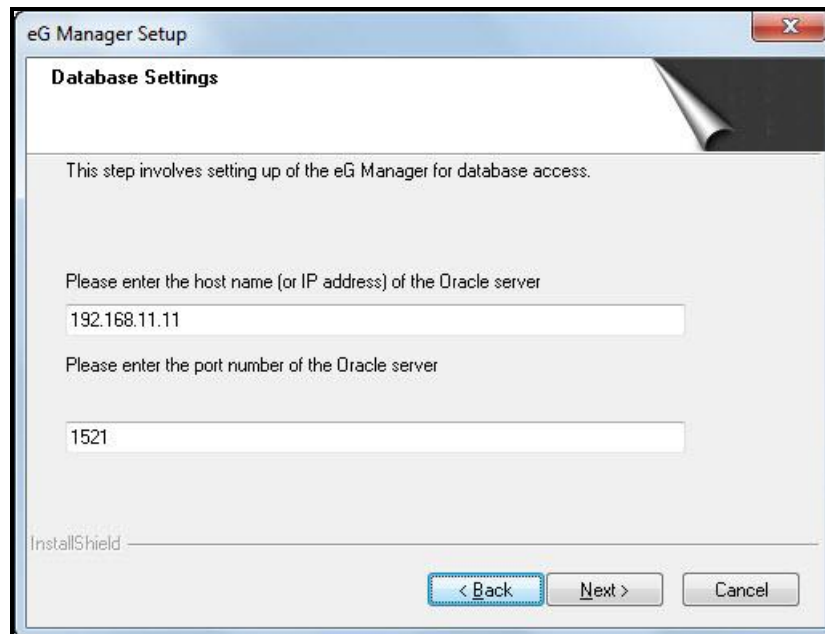 eG Manager Setup
Database Settings
This step involves setting up of the eG Manager for database access.
Please enter the host name (or IP address) of the Oracle server
192.168.11.11
Please enter the port number of the Oracle server
1521
InstallShield
< Back Next > Cancel